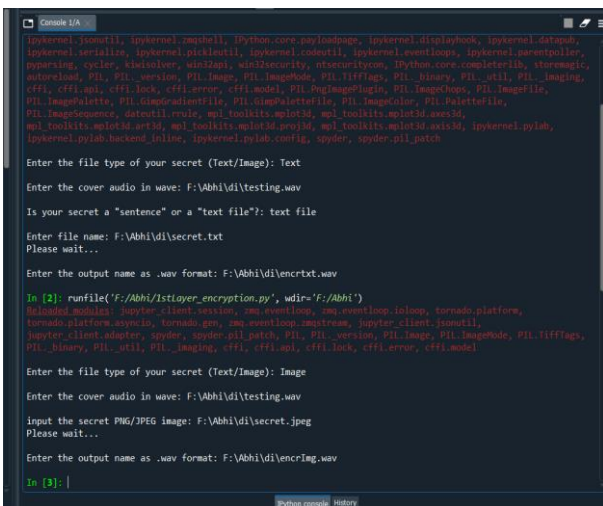 Console 1/A
ipykernel.jsonutil, ipykernel.zmqshell, IPython.core.payloadpage, ipykernel.displayhook, ipykernel.datapub,
ipykernel.serialize, ipykernel.pickleutil, ipykernel.codeutil, ipykernel.eventloops, ipykernel.parentpoller,
pyparsing, cycler, kiwisolver, win32api, win32security, ntsecuritycon, IPython.core.completerlib, storemagic,
autoreload, PIL, PIL._version, PIL.Image, PIL.ImageMode, PIL.TiffTags, PIL._binary, PIL._util, PIL._imaging,
cffi, cffi.api, cffi.lock, cffi.error, cffi.model, PIL.PngImagePlugin, PIL.ImageChops, PIL.ImageFile,
PIL.ImagePalette, PIL.GimpGradientFile, PIL.GimpPaletteFile, PIL.ImageColor, PIL.PaletteFile,
PIL.ImageSequence, dateutil.rrule, mpl_toolkits.mplot3d, mpl_toolkits.mplot3d.axes3d,
mpl_toolkits.mplot3d.art3d, mpl_toolkits.mplot3d.proj3d, mpl_toolkits.mplot3d.axis3d, ipykernel.pylab,
ipykernel.pylab.backend_inline, ipykernel.pylab.config, spyder, spyder.pil_patch
Enter the file type of your secret (Text/Image): Text
Enter the cover audio in wave: F:\Abhi\di\testing.wav
Is your secret a "sentence" or a "text file"?: text file
Enter file name: F:\Abhi\di\secret.txt
Please wait...
Enter the output name as .wav format: F:\Abhi\di\encrtxt.wav
In [2]: runfile('F:/Abhi/1stLayer_encryption.py', wdir='F:/Abhi')
Reloaded modules: jupyter_client.session, zmq.eventloop, zmq.eventloop.ioloop, tornado.platform,
tornado.platform.asyncio, tornado.gen, zmq.eventloop.zmqstream, jupyter_client.jsonutil,
jupyter_client.adapter, spyder, spyder.pil_patch, PIL, PIL._version, PIL.Image, PIL.ImageMode, PIL.TiffTags,
PIL._binary, PIL._util, PIL._imaging, cffi, cffi.api, cffi.lock, cffi.error, cffi.model
Enter the file type of your secret (Text/Image): Image
Enter the cover audio in wave: F:\Abhi\di\testing.wav
input the secret PNG/JPEG image: F:\Abhi\di\secret.jpeg
Please wait...
Enter the output name as .wav format: F:\Abhi\di\encrImg.wav
In [3]:
IPython console History